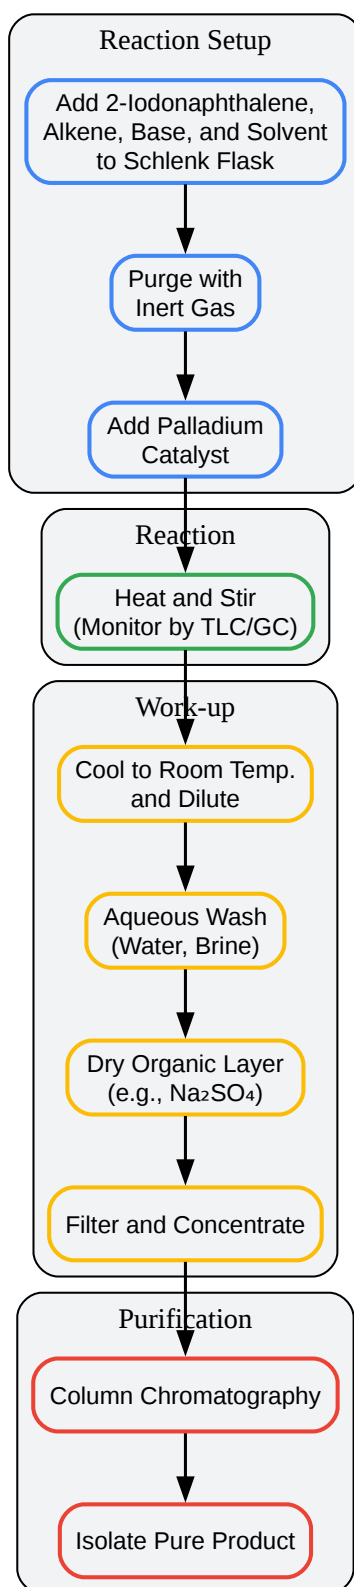 Reaction Setup
Add 2-Iodonaphthalene,
Alkene, Base, and Solvent
to Schlenk Flask
Purge with
Inert Gas
Add Palladium
Catalyst
Reaction
Heat and Stir
(Monitor by TLC/GC)
Work-up
Cool to Room Temp.
and Dilute
Aqueous Wash
(Water, Brine)
Dry Organic Layer
(e.g., Na₂SO₄)
Filter and Concentrate
Purification
Column Chromatography
Isolate Pure Product